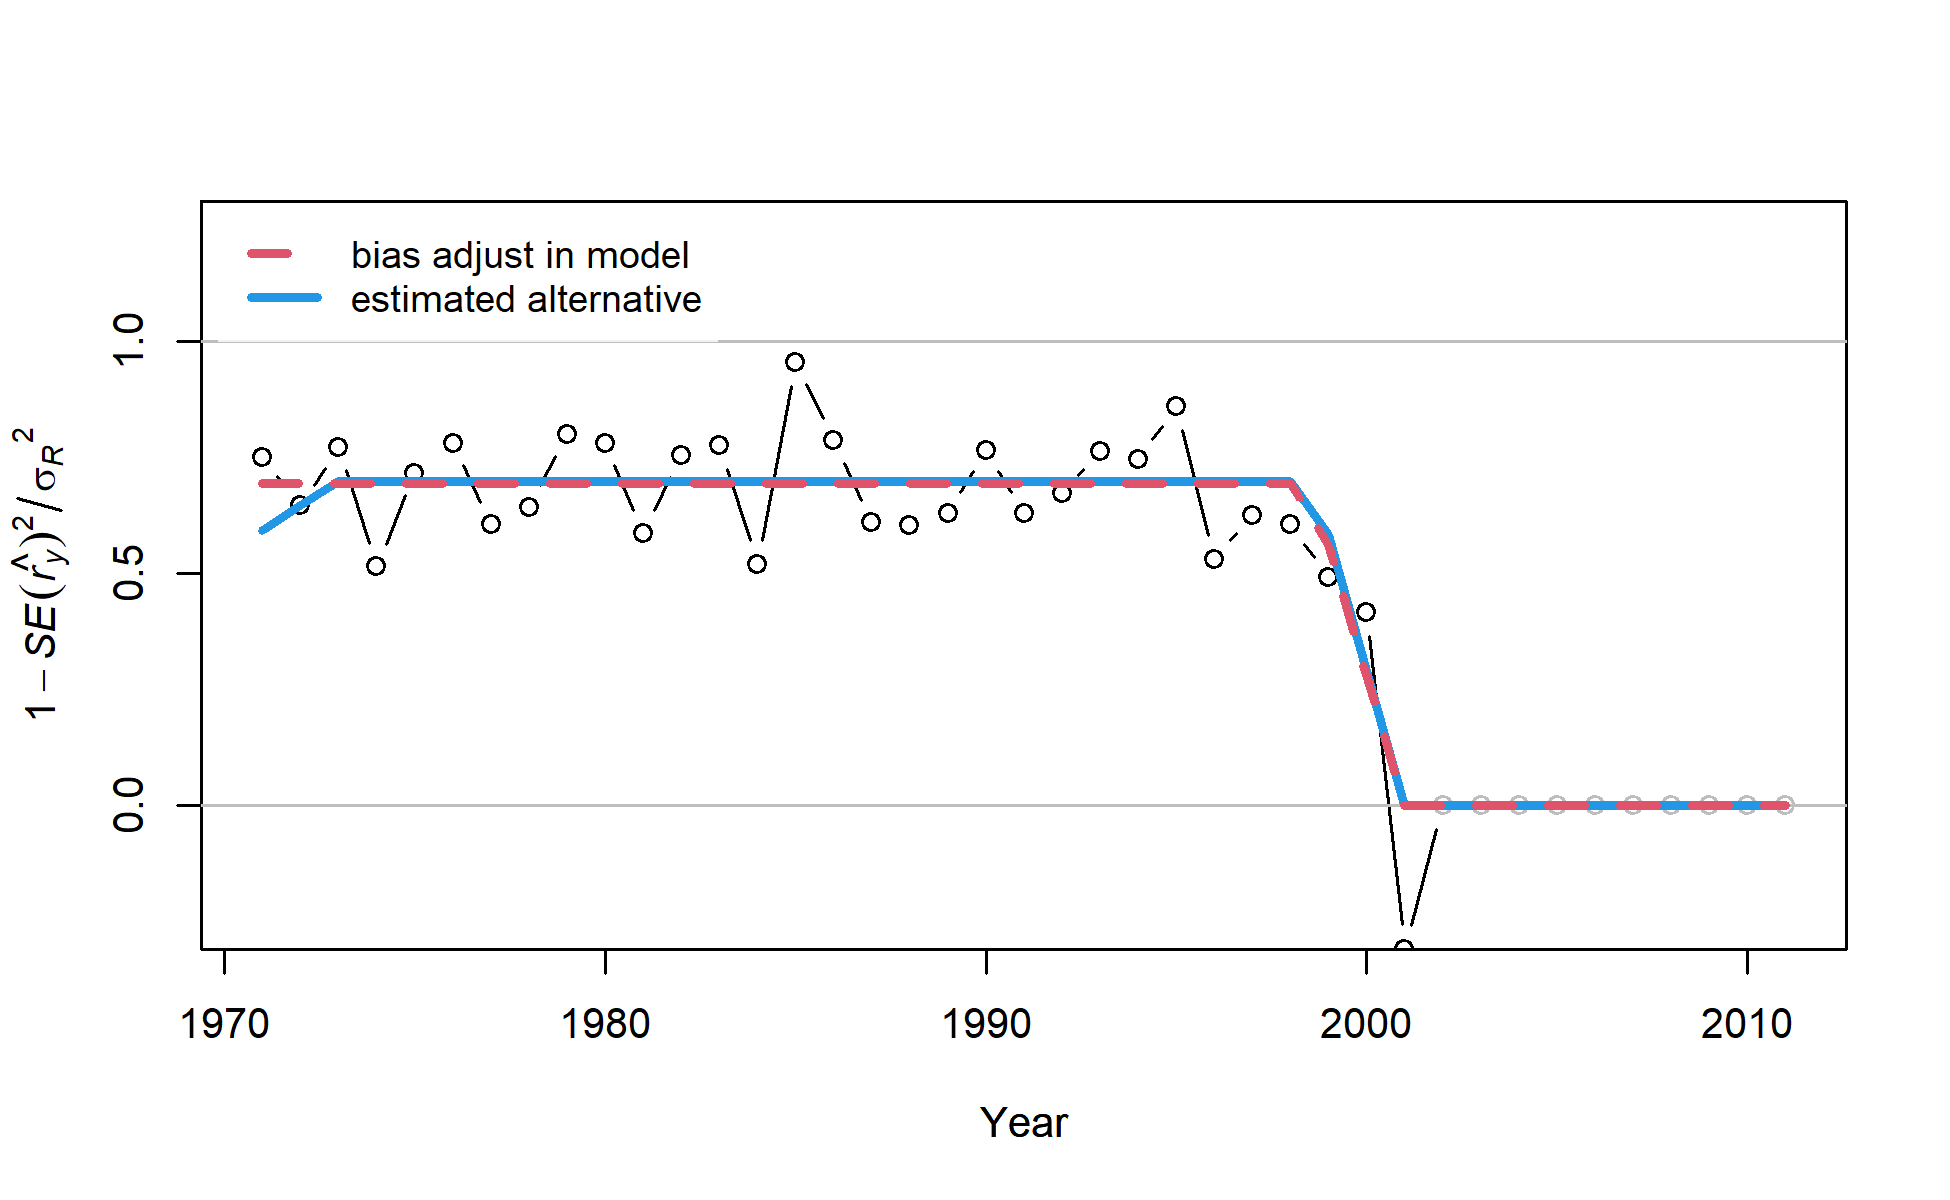 bias adjust in model
estimated alternative
1 − SE(r̂y)² / σR²
1.0
0.5
0.0
1970 1980 1990 2000 2010
Year